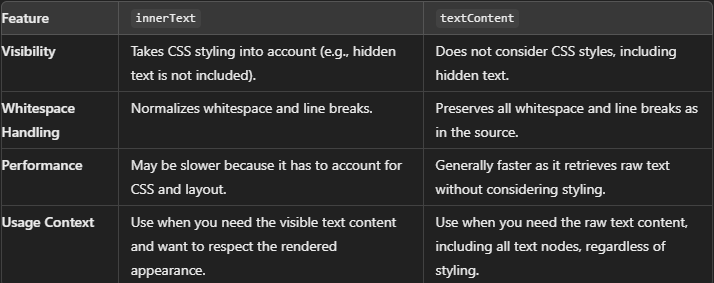 Feature innerText textContent
Visibility Takes CSS styling into account (e.g., hidden Does not consider CSS styles, including
text is not included). hidden text.
Whitespace Normalizes whitespace and line breaks. Preserves all whitespace and line breaks as
Handling in the source.
Performance May be slower because it has to account for Generally faster as it retrieves raw text
CSS and layout. without considering styling.
Usage Context Use when you need the visible text content Use when you need the raw text content,
and want to respect the rendered including all text nodes, regardless of
appearance. styling.